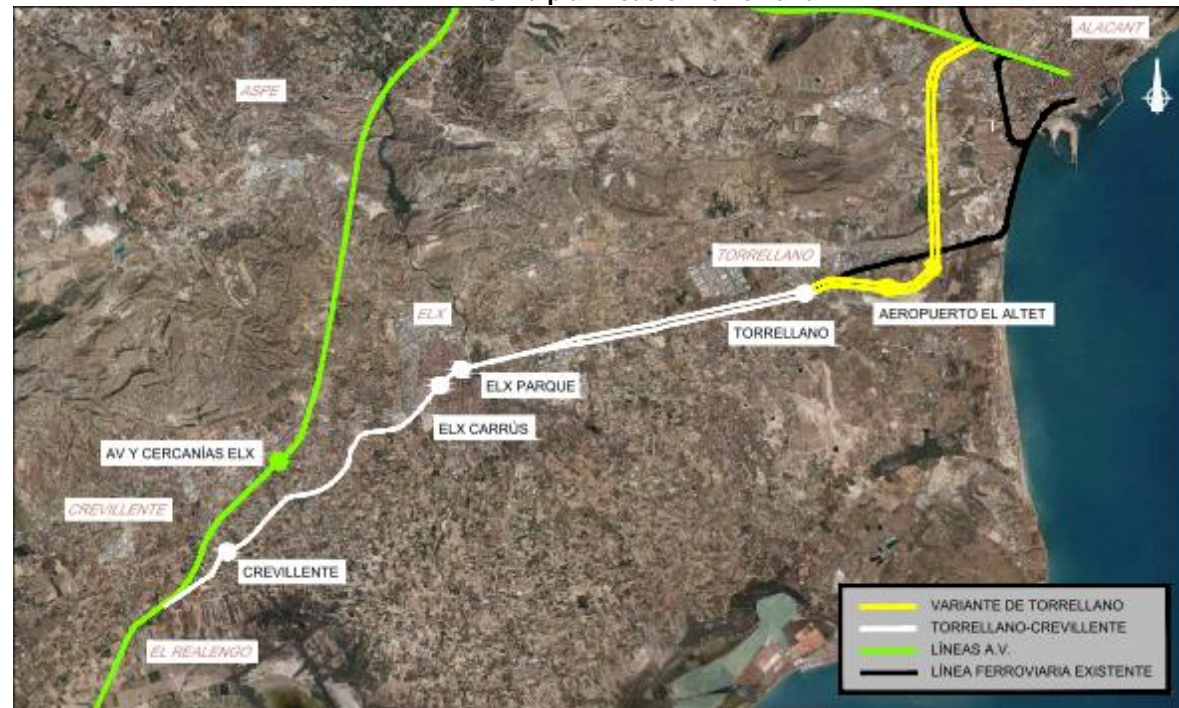 ALACANT
ASPE
TORRELLANO
AEROPUERTO EL ALTET
TORRELLANO
ELX
ELX PARQUE
ELX CARRÚS
AV Y CERCANÍAS ELX
CREVILLENTE
CREVILLENTE
EL REALENGO
VARIANTE DE TORRELLANO
TORRELLANO-CREVILLENTE
LÍNEAS A.V.
LÍNEA FERROVIARIA EXISTENTE